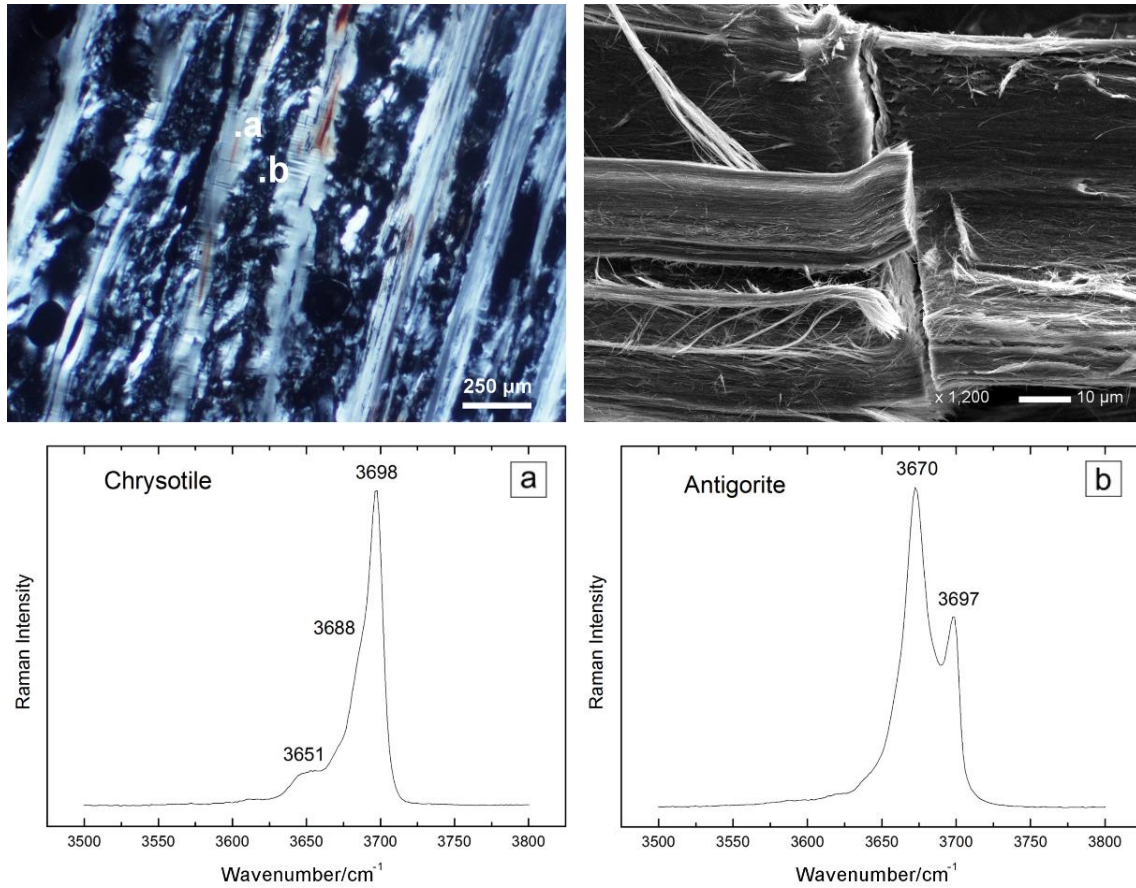 .a
.b
250 µm
x 1,200 10 µm
Chrysotile
a
3698
3688
3651
Raman Intensity
3500 3550 3600 3650 3700 3750 3800
Wavenumber/cm⁻¹
Antigorite
b
3670
3697
Raman Intensity
3500 3550 3600 3650 3700 3750 3800
Wavenumber/cm⁻¹